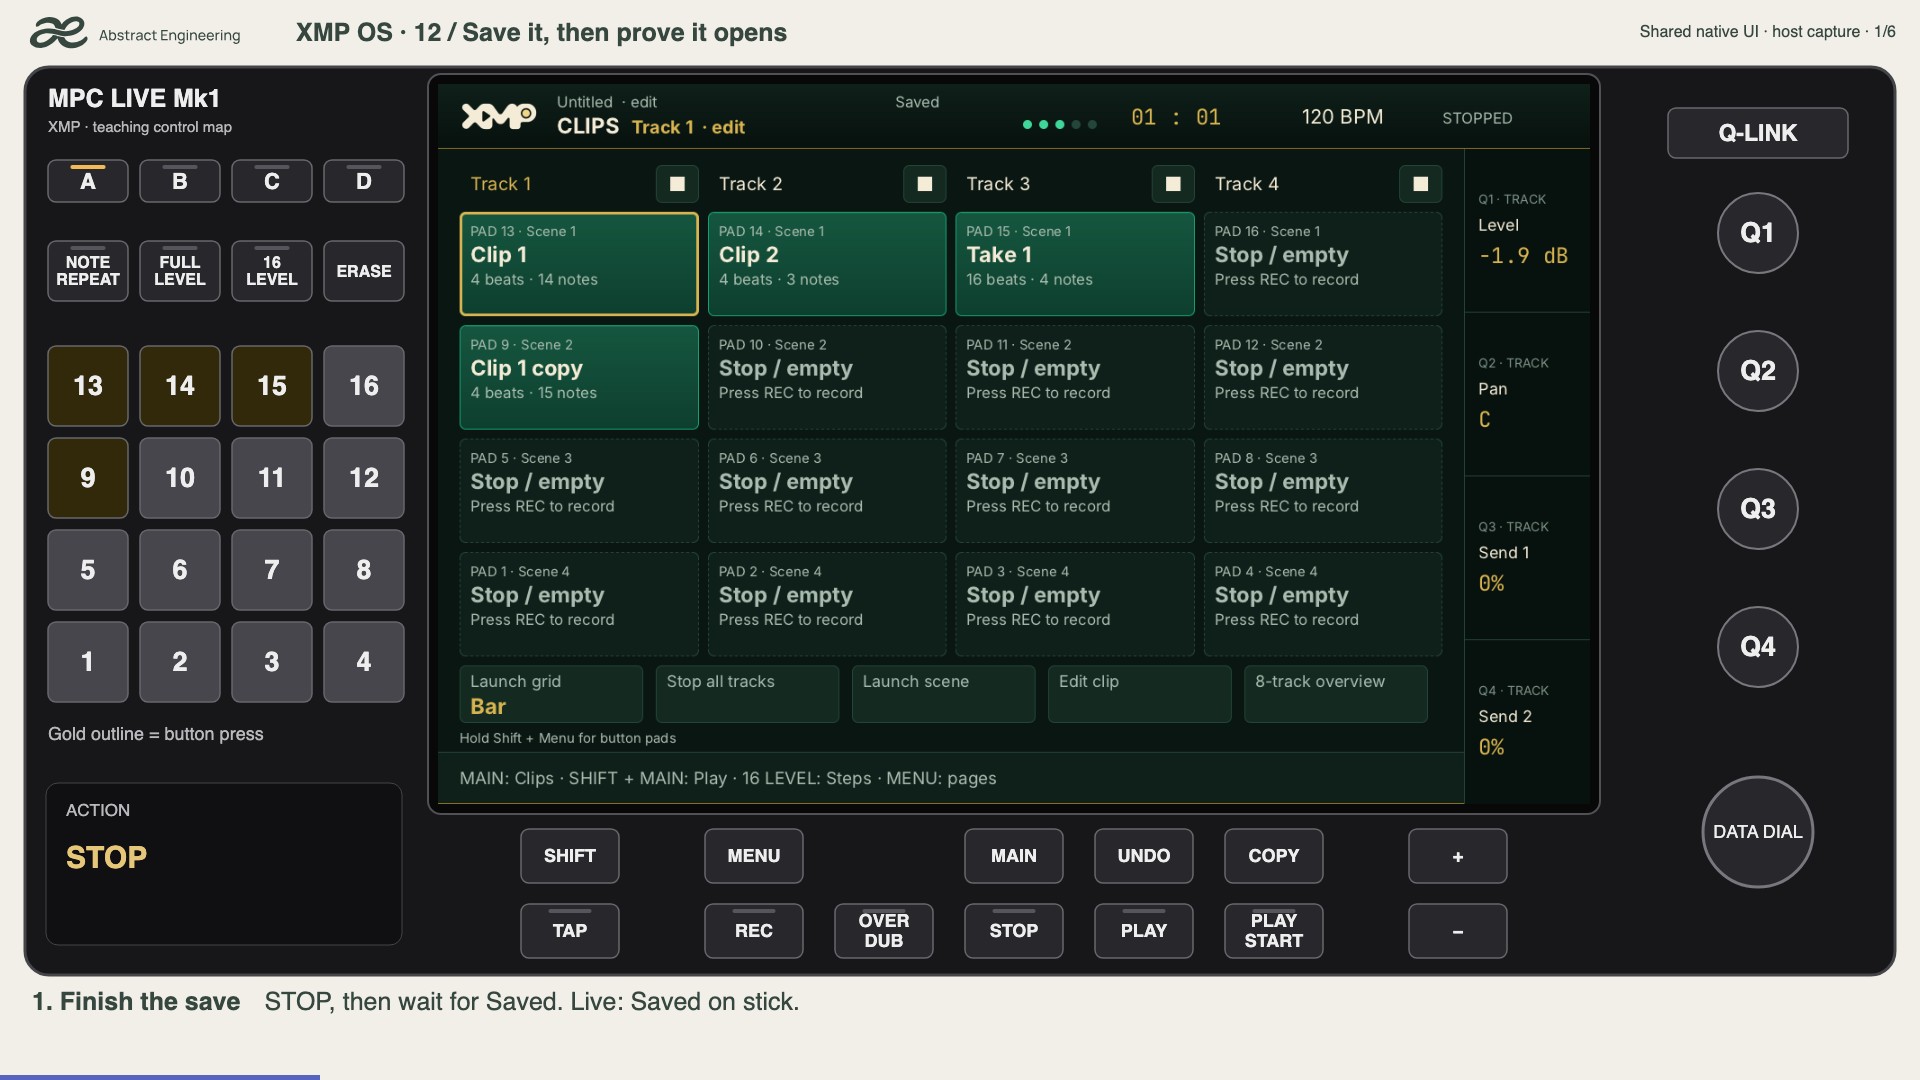 Abstract Engineering
XMP OS · 12 / Save it, then prove it opens
Shared native UI · host capture · 1/6
MPC LIVE Mk1
XMP · teaching control map
A
B
C
D
NOTE
REPEAT
FULL
LEVEL
16
LEVEL
ERASE
13
14
15
16
9
10
11
12
5
6
7
8
1
2
3
4
Gold outline = button press
ACTION
STOP
XMP
Untitled · edit
CLIPS Track 1 · edit
Saved
01 : 01
120 BPM
STOPPED
Track 1
Track 2
Track 3
Track 4
PAD 13 · Scene 1
Clip 1
4 beats · 14 notes
PAD 14 · Scene 1
Clip 2
4 beats · 3 notes
PAD 15 · Scene 1
Take 1
16 beats · 4 notes
PAD 16 · Scene 1
Stop / empty
Press REC to record
PAD 9 · Scene 2
Clip 1 copy
4 beats · 15 notes
PAD 10 · Scene 2
Stop / empty
Press REC to record
PAD 11 · Scene 2
Stop / empty
Press REC to record
PAD 12 · Scene 2
Stop / empty
Press REC to record
PAD 5 · Scene 3
Stop / empty
Press REC to record
PAD 6 · Scene 3
Stop / empty
Press REC to record
PAD 7 · Scene 3
Stop / empty
Press REC to record
PAD 8 · Scene 3
Stop / empty
Press REC to record
PAD 1 · Scene 4
Stop / empty
Press REC to record
PAD 2 · Scene 4
Stop / empty
Press REC to record
PAD 3 · Scene 4
Stop / empty
Press REC to record
PAD 4 · Scene 4
Stop / empty
Press REC to record
Launch grid
Bar
Stop all tracks
Launch scene
Edit clip
8-track overview
Hold Shift + Menu for button pads
MAIN: Clips · SHIFT + MAIN: Play · 16 LEVEL: Steps · MENU: pages
Q1 · TRACK
Level
-1.9 dB
Q2 · TRACK
Pan
C
Q3 · TRACK
Send 1
0%
Q4 · TRACK
Send 2
0%
Q-LINK
Q1
Q2
Q3
Q4
DATA DIAL
SHIFT
MENU
MAIN
UNDO
COPY
+
TAP
REC
OVER
DUB
STOP
PLAY
PLAY
START
−
1. Finish the save STOP, then wait for Saved. Live: Saved on stick.